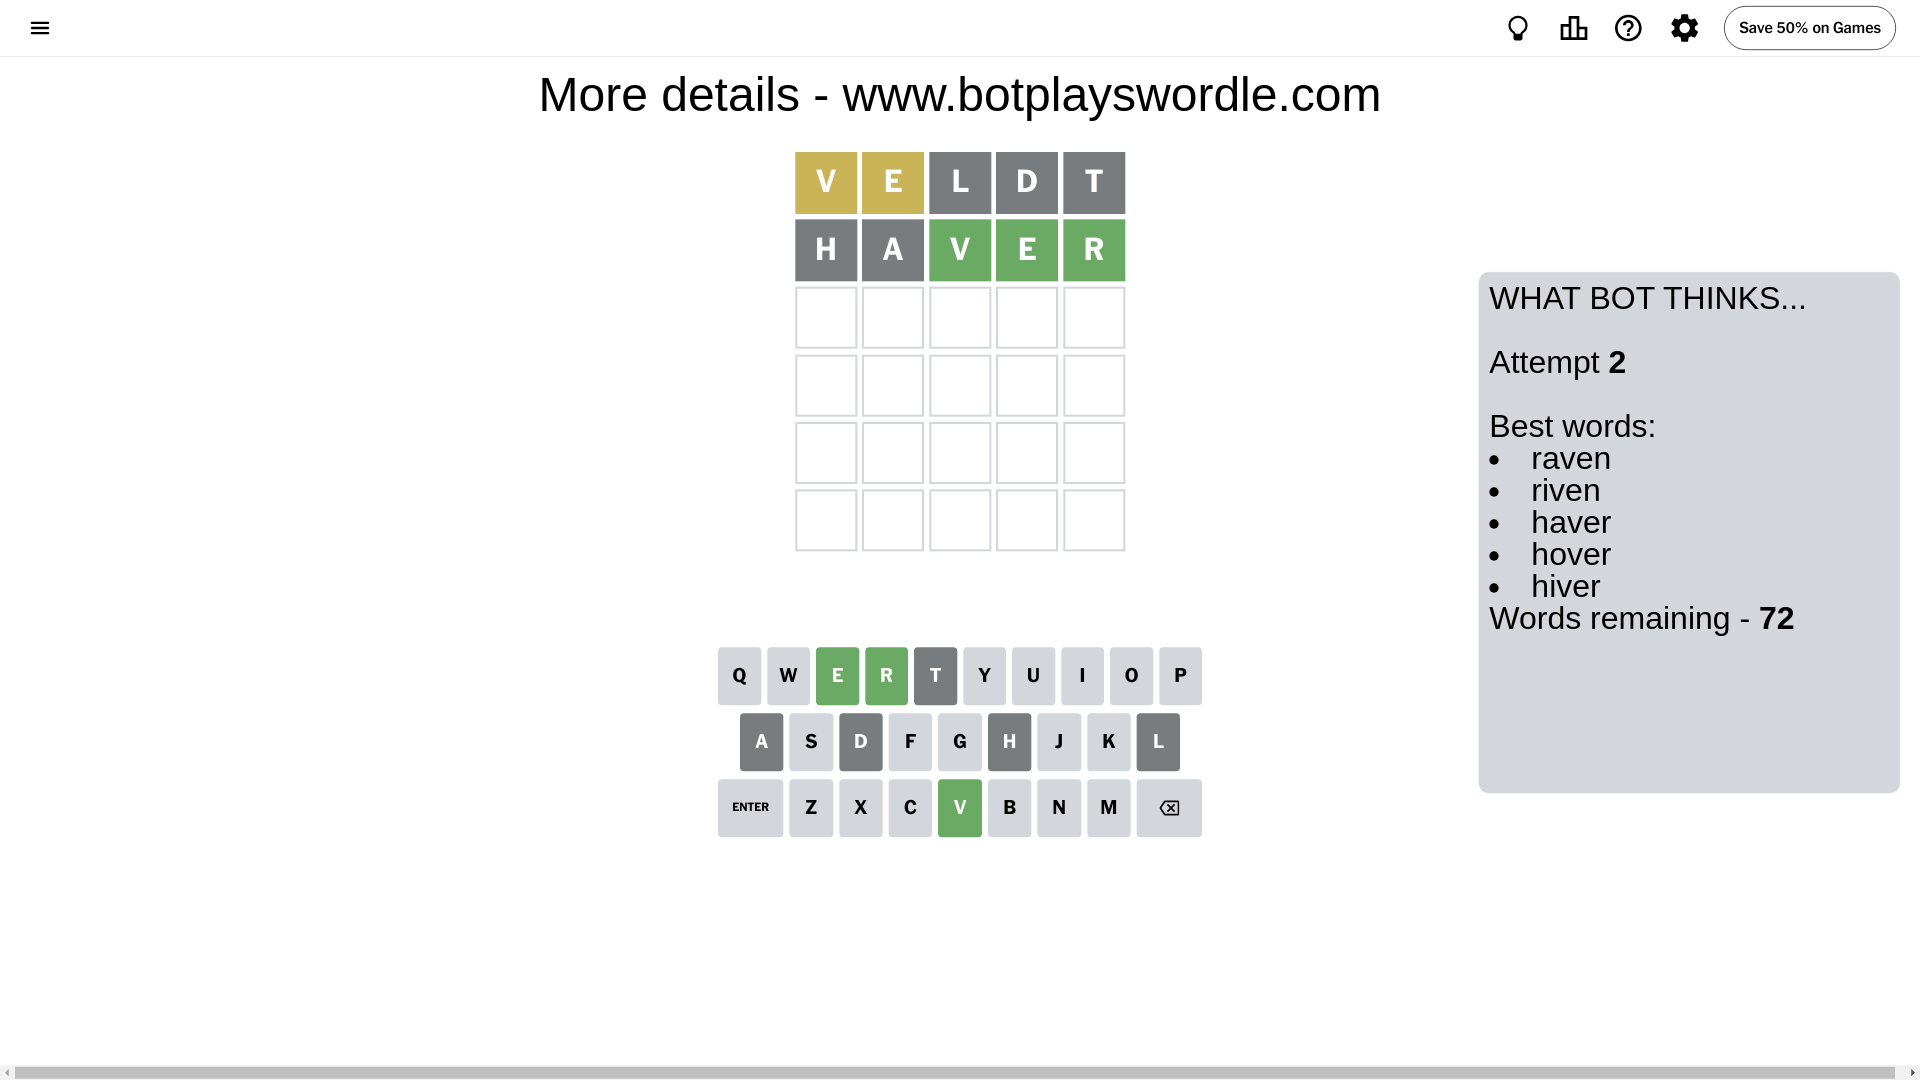 Save 50% on Games
More details - www.botplayswordle.com
V E L D T
H A V E R
WHAT BOT THINKS...
Attempt 2
Best words:
• raven
• riven
• haver
• hover
• hiver
Words remaining - 72
Q W E R T Y U I O P
A S D F G H J K L
ENTER Z X C V B N M